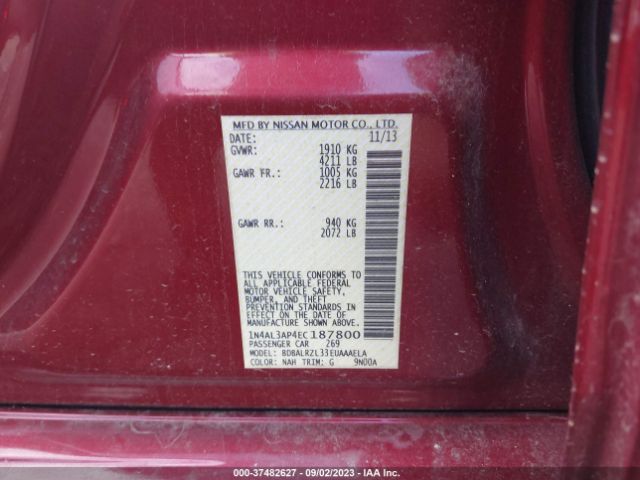 MFD BY NISSAN MOTOR CO., LTD.
DATE: 11/13
GVWR: 1910 KG
4211 LB
GAWR FR.: 1005 KG
2216 LB
GAWR RR.: 940 KG
2072 LB
THIS VEHICLE CONFORMS TO
ALL APPLICABLE FEDERAL
MOTOR VEHICLE SAFETY,
BUMPER, AND THEFT
PREVENTION STANDARDS IN
EFFECT ON THE DATE OF
MANUFACTURE SHOWN ABOVE.
1N4AL3AP4EC187800
PASSENGER CAR 269
MODEL: BDBALRZL33EUAAAELA
COLOR: NAH TRIM: G 9N00A
000-37482627 - 09/02/2023 - IAA Inc.